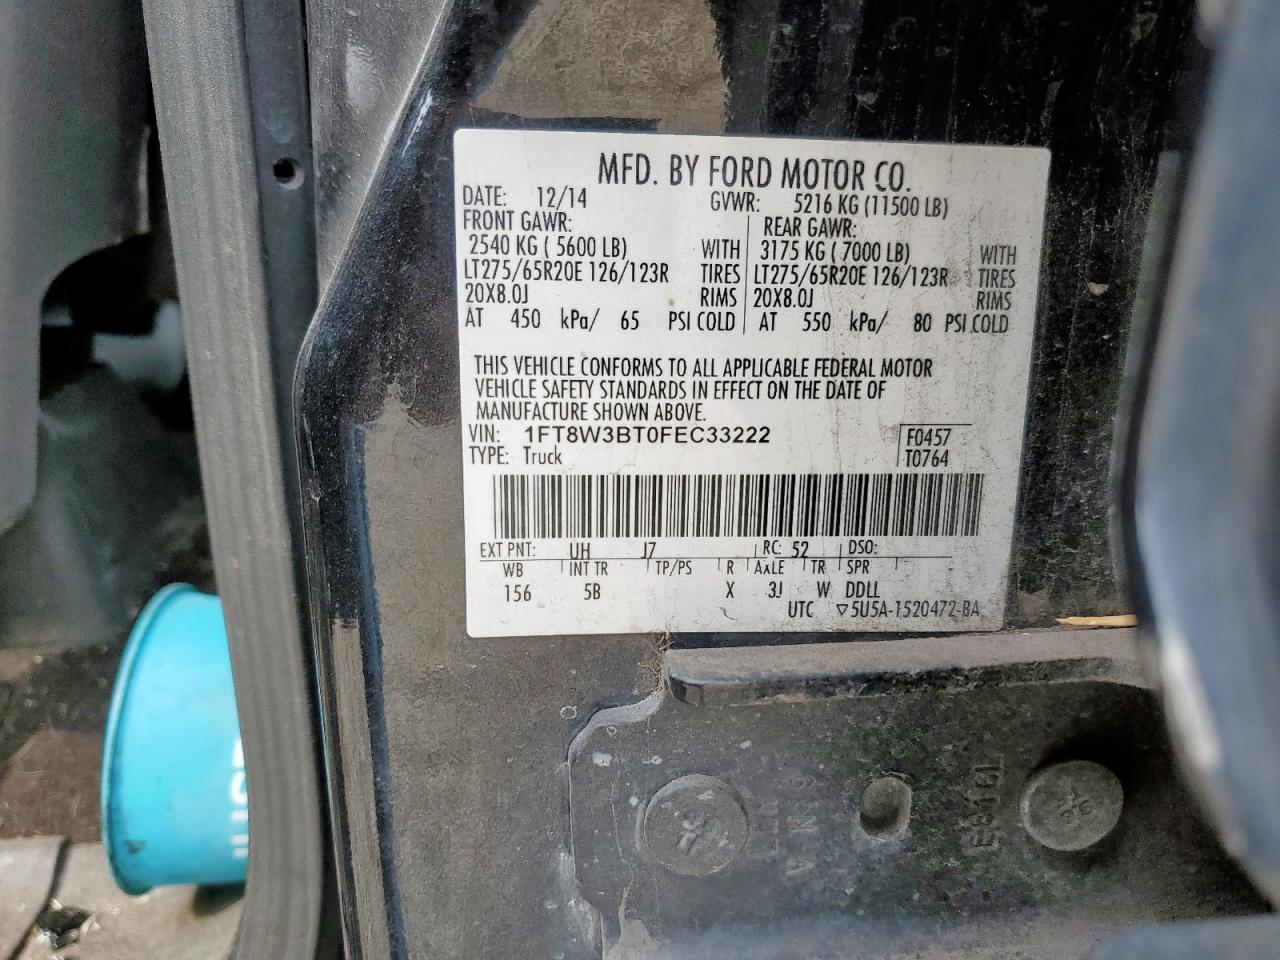 MFD. BY FORD MOTOR CO.
DATE: 12/14 GVWR: 5216 KG (11500 LB)
FRONT GAWR: REAR GAWR:
2540 KG ( 5600 LB) WITH 3175 KG ( 7000 LB) WITH
LT275/65R20E 126/123R TIRES LT275/65R20E 126/123R TIRES
20X8.0J RIMS 20X8.0J RIMS
AT 450 kPa/ 65 PSI COLD AT 550 kPa/ 80 PSI COLD
THIS VEHICLE CONFORMS TO ALL APPLICABLE FEDERAL MOTOR
VEHICLE SAFETY STANDARDS IN EFFECT ON THE DATE OF
MANUFACTURE SHOWN ABOVE.
VIN: 1FT8W3BT0FEC33222 F0457
TYPE: Truck T0764
EXT PNT: UH J7 RC: 52 DSO:
WB INT TR TP/PS R AXLE TR SPR
156 5B X 3J W DDLL
UTC ▽5U5A-1520472-BA